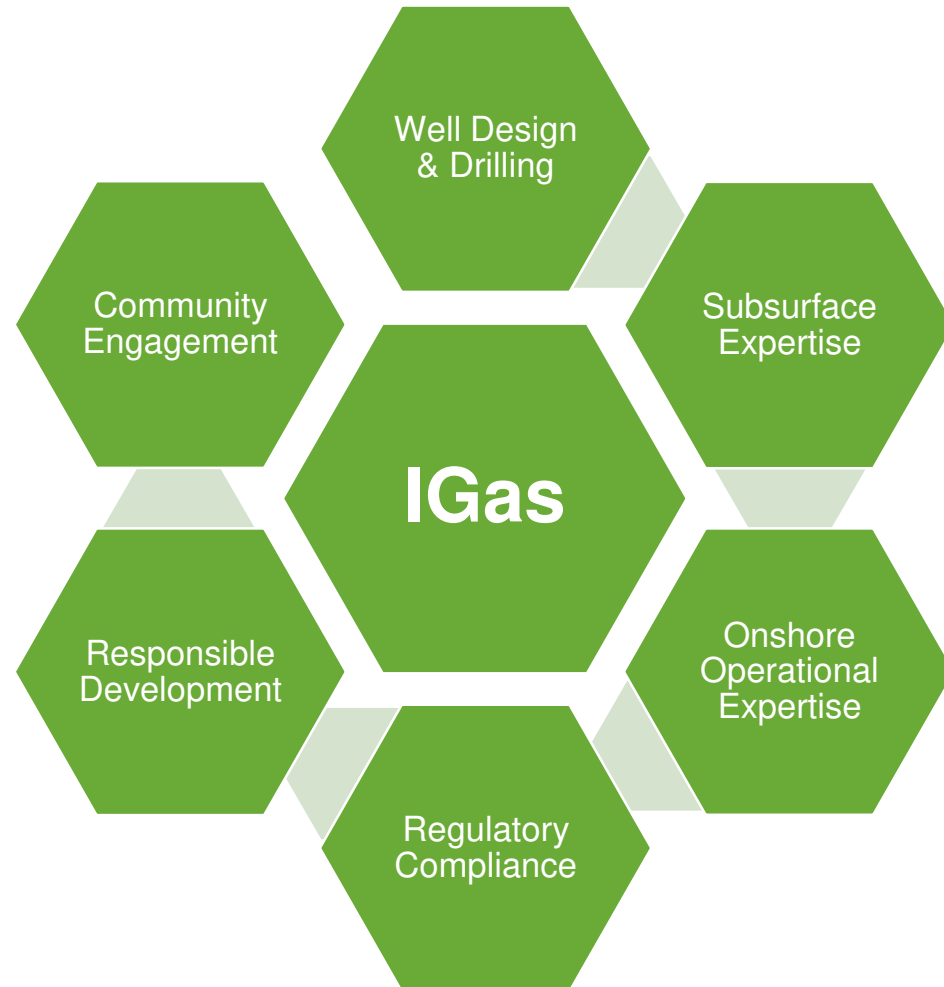 Well Design
& Drilling
Community
Engagement
Subsurface
Expertise
IGas
Responsible
Development
Onshore
Operational
Expertise
Regulatory
Compliance